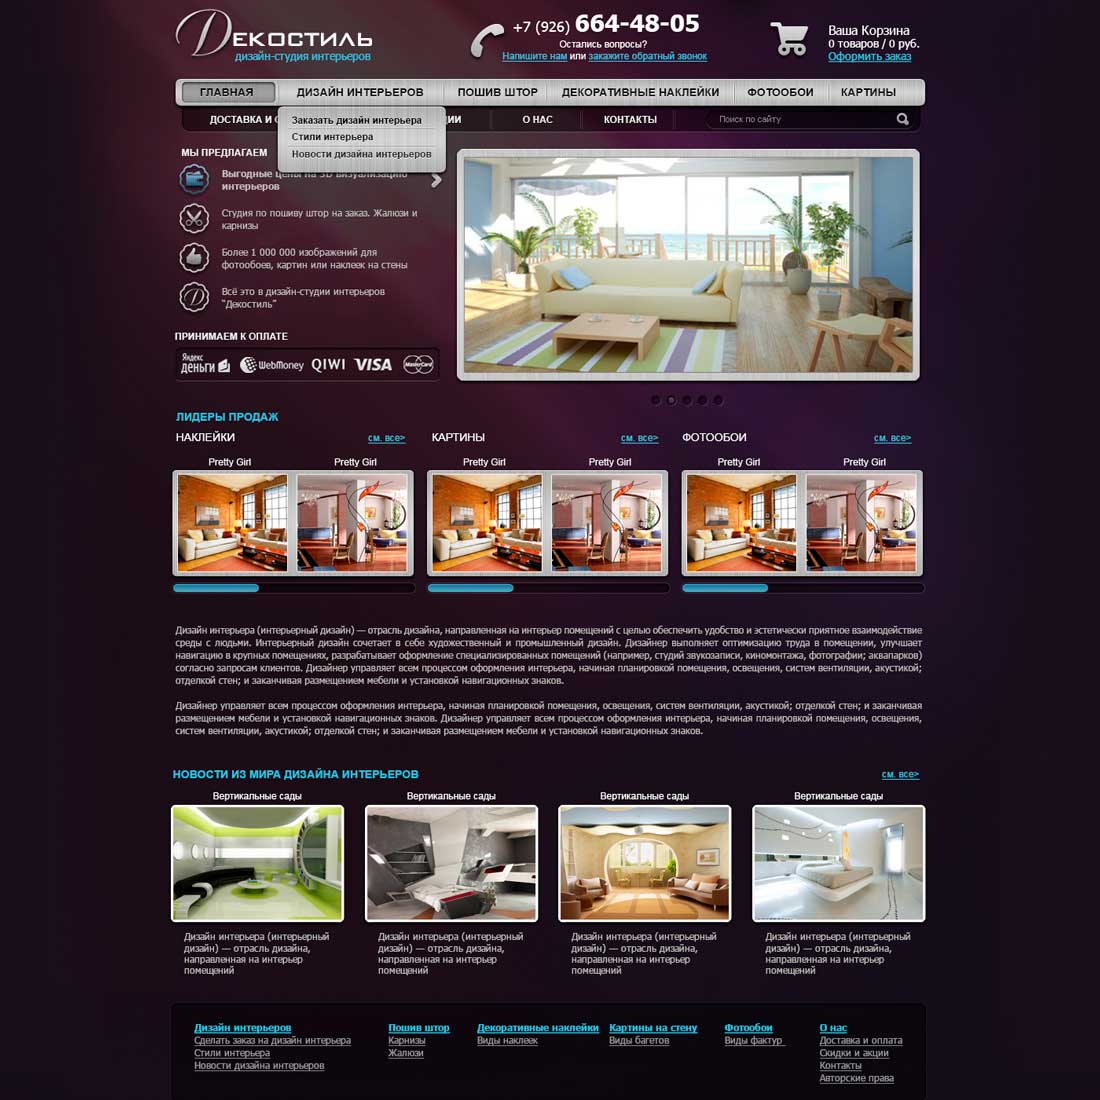 Декостиль
дизайн-студия интерьеров
+7 (926) 664-48-05
Остались вопросы?
Напишите нам или закажите обратный звонок
Ваша Корзина
0 товаров / 0 руб.
Оформить заказ
ГЛАВНАЯ ДИЗАЙН ИНТЕРЬЕРОВ ПОШИВ ШТОР ДЕКОРАТИВНЫЕ НАКЛЕЙКИ ФОТООБОИ КАРТИНЫ
ДОСТАВКА И О НАС КОНТАКТЫ Поиск по сайту
Заказать дизайн интерьера
Стили интерьера
Новости дизайна интерьеров
МЫ ПРЕДЛАГАЕМ
Выгодные цены на 3D визуализацию
интерьеров
Студия по пошиву штор на заказ. Жалюзи и
карнизы
Более 1 000 000 изображений для
фотообоев, картин или наклеек на стены
Всё это в дизайн-студии интерьеров
"Декостиль"
ПРИНИМАЕМ К ОПЛАТЕ
Яндекс
деньги WebMoney QIWI VISA MasterCard
ЛИДЕРЫ ПРОДАЖ
НАКЛЕЙКИ см. все>
Pretty Girl Pretty Girl
КАРТИНЫ см. все>
Pretty Girl Pretty Girl
ФОТООБОИ см. все>
Pretty Girl Pretty Girl
Дизайн интерьера (интерьерный дизайн) — отрасль дизайна, направленная на интерьер помещений с целью обеспечить удобство и эстетически приятное взаимодействие
среды с людьми. Интержерный дизайн сочетает в себе художественный и промышленный дизайн. Дизайнер выполняет оптимизацию труда в помещении, улучшает
навигацию в крупных помещениях, разрабатывает оформление специализированных помещений (например, студий звукозаписи, киномонтажа, фотографии; аквапарков)
согласно запросам клиентов. Дизайнер управляет всем процессом оформления интерьера, начиная планировкой помещения, освещения, систем вентиляции, акустикой;
отделкой стен; и заканчивая размещением мебели и установкой навигационных знаков.
Дизайнер управляет всем процессом оформления интерьера, начиная планировкой помещения, освещения, систем вентиляции, акустикой; отделкой стен; и заканчивая
размещением мебели и установкой навигационных знаков. Дизайнер управляет всем процессом оформления интерьера, начиная планировкой помещения, освещения,
систем вентиляции, акустикой; отделкой стен; и заканчивая размещением мебели и установкой навигационных знаков.
НОВОСТИ ИЗ МИРА ДИЗАЙНА ИНТЕРЬЕРОВ см. все>
Вертикальные сады Вертикальные сады Вертикальные сады Вертикальные сады
Дизайн интерьера (интерьерный
дизайн) — отрасль дизайна,
направленная на интерьер
помещений
Дизайн интерьера (интерьерный
дизайн) — отрасль дизайна,
направленная на интерьер
помещений
Дизайн интерьера (интерьерный
дизайн) — отрасль дизайна,
направленная на интерьер
помещений
Дизайн интерьера (интерьерный
дизайн) — отрасль дизайна,
направленная на интерьер
помещений
Дизайн интерьеров
Сделать заказ на дизайн интерьера
Стили интерьера
Новости дизайна интерьеров
Пошив штор
Карнизы
Жалюзи
Декоративные наклейки
Виды наклеек
Картины на стену
Виды багетов
Фотообои
Виды фактур
О нас
Доставка и оплата
Скидки и акции
Контакты
Авторские права